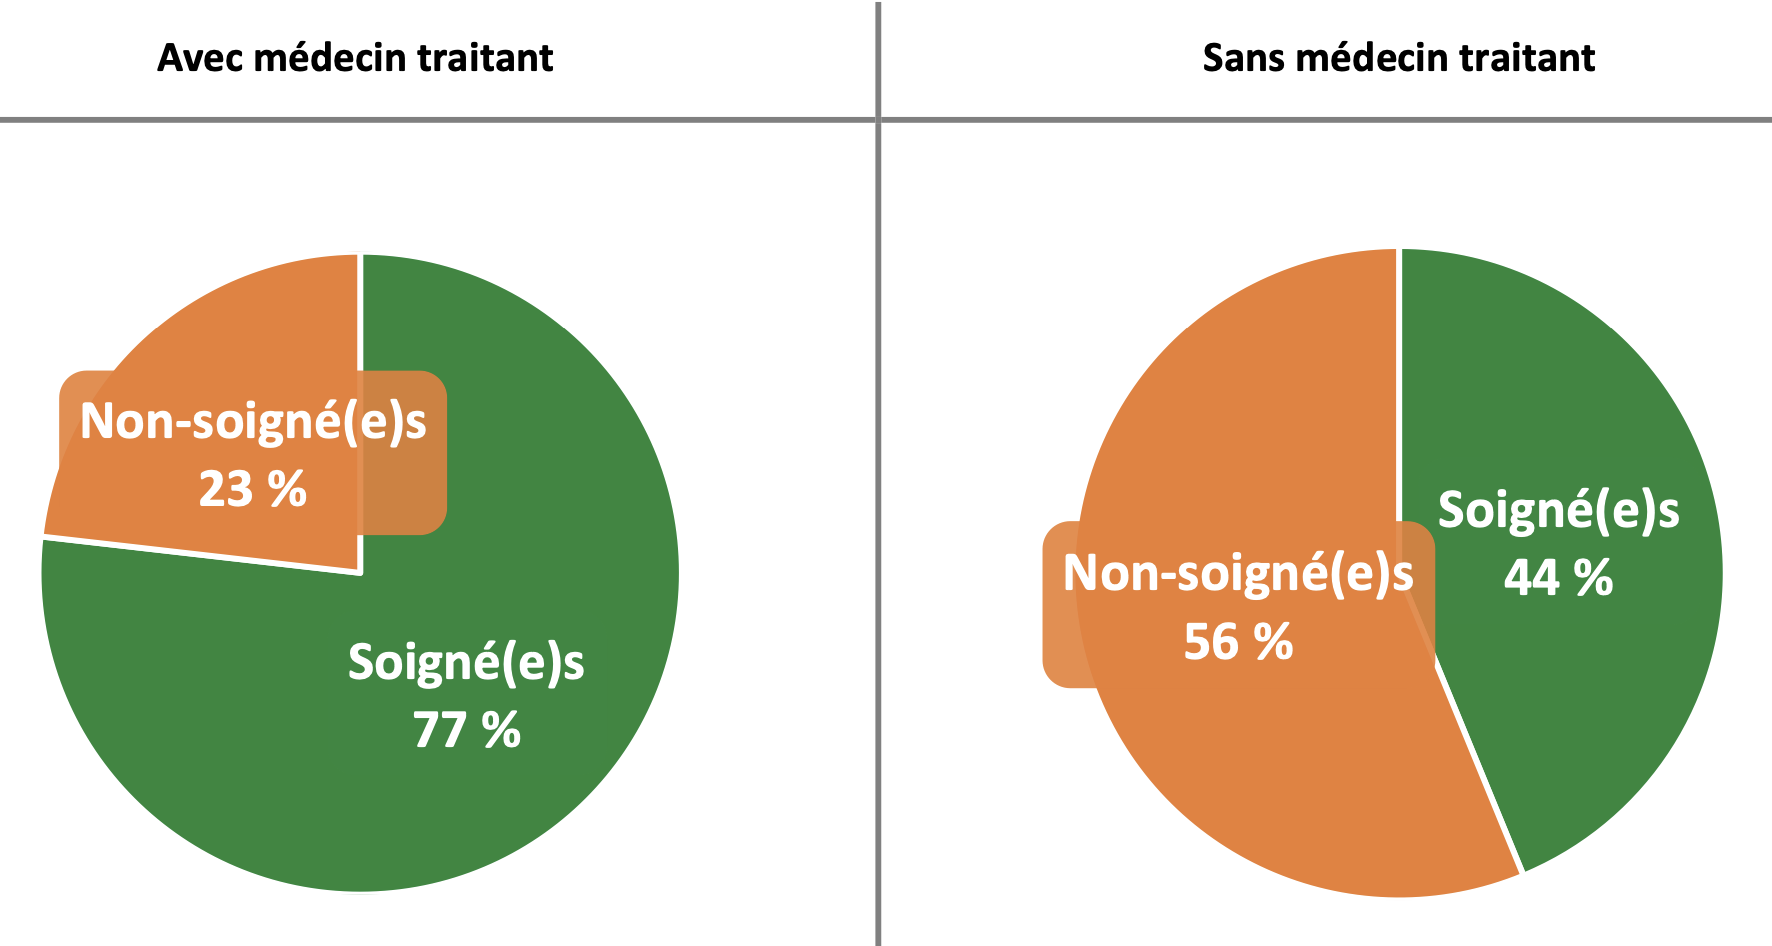 Avec médecin traitant
Sans médecin traitant
Non-soigné(e)s
23 %
Soigné(e)s
77 %
Soigné(e)s
44 %
Non-soigné(e)s
56 %